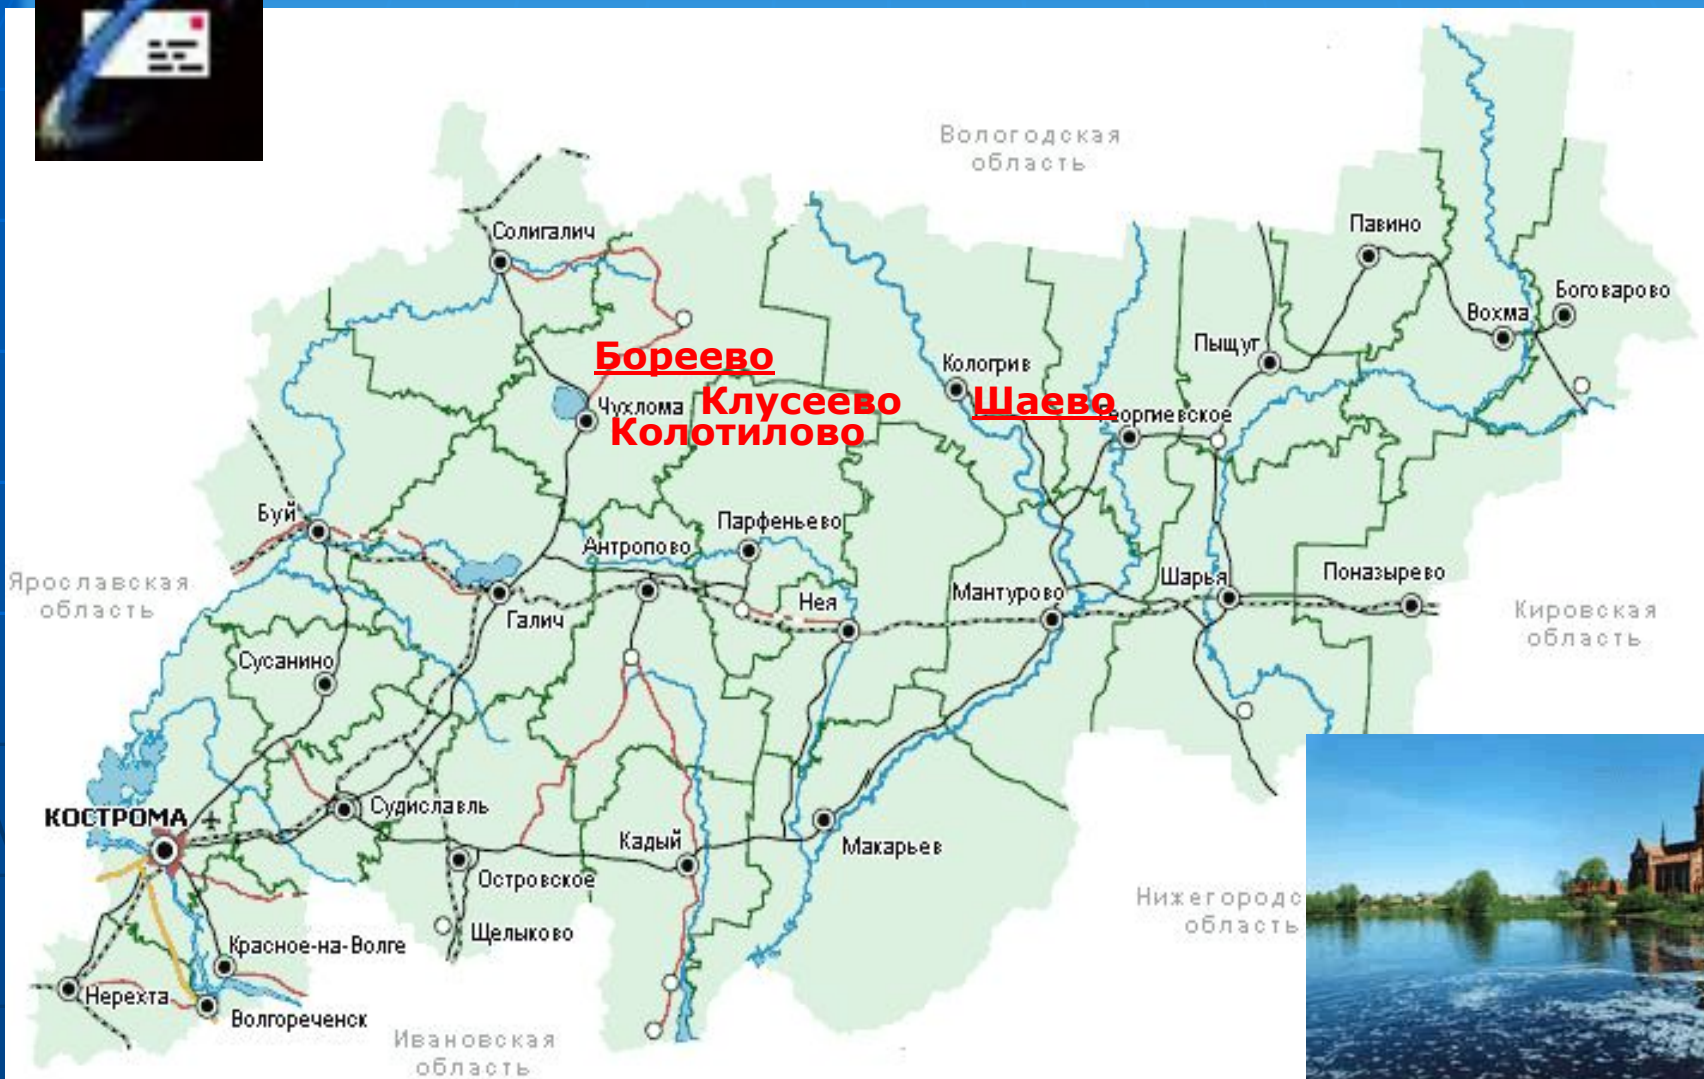 Вологодская
область
Павино
Солигалич
Боговарово
Вохма
Пыщуг
Бореево
Кологрив
Чухлома
Клусеево
Шаево
Георгиевское
Колотилово
Буй
Парфеньево
Антропово
Ярославская
область
Шарья
Поназырево
Мантурово
Нея
Галич
Кировская
область
Сусанино
КОСТРОМА
Судиславль
Кадый
Макарьев
Островское
Нижегородс
область
Щелыково
Красное-на-Волге
Нерехта
Волгореченск
Ивановская
область